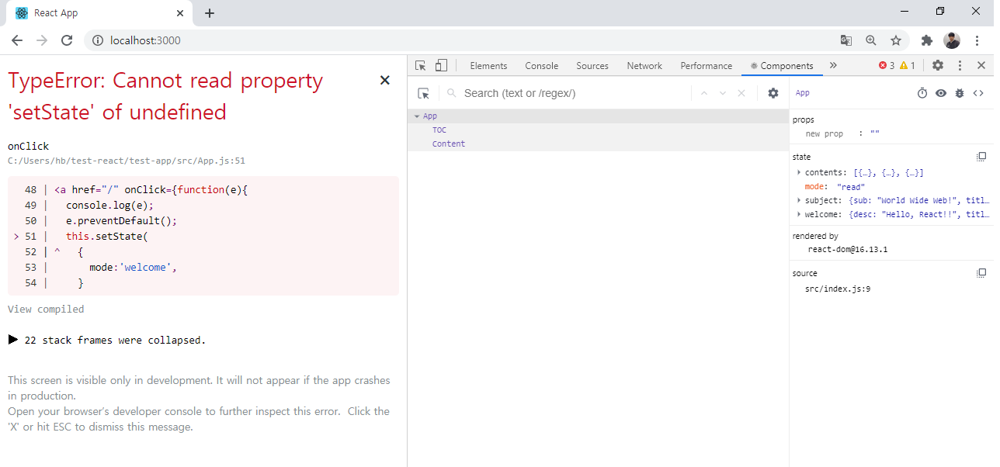 React App
localhost:3000
TypeError: Cannot read property
'setState' of undefined
onClick
C:/Users/hb/test-react/test-app/src/App.js:51
48 | <a href="/" onClick={function(e){
49 |   console.log(e);
50 |   e.preventDefault();
> 51 |   this.setState(
52 | ^   {
53 |       mode:'welcome',
54 |     }
View compiled
▶ 22 stack frames were collapsed.
This screen is visible only in development. It will not appear if the app crashes
in production.
Open your browser's developer console to further inspect this error.  Click the
'X' or hit ESC to dismiss this message.
Elements Console Sources Network Performance Components » 3 1
Search (text or /regex/)
App
TOC
Content
App
props
new prop : ""
state
contents: [{…}, {…}, {…}]
mode: "read"
subject: {sub: "World Wide Web!", titl…
welcome: {desc: "Hello, React!!", titl…
rendered by
react-dom@16.13.1
source
src/index.js:9